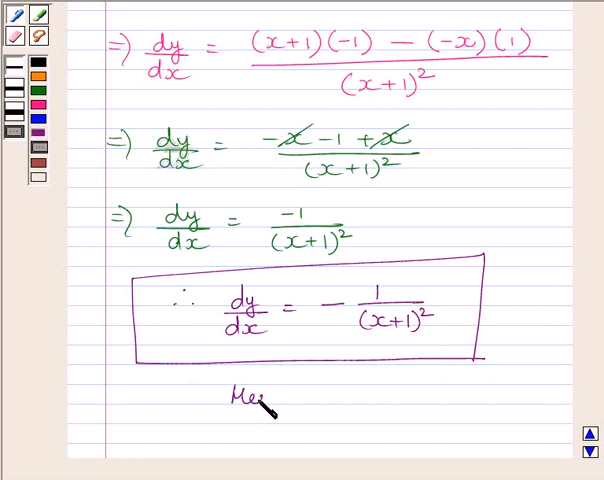 => dy/dx = ((x+1)(-1) - (-x)(1))/(x+1)²
=> dy/dx = (-x -1 +x)/(x+1)²
=> dy/dx = -1/(x+1)²
∴ dy/dx = - 1/(x+1)²